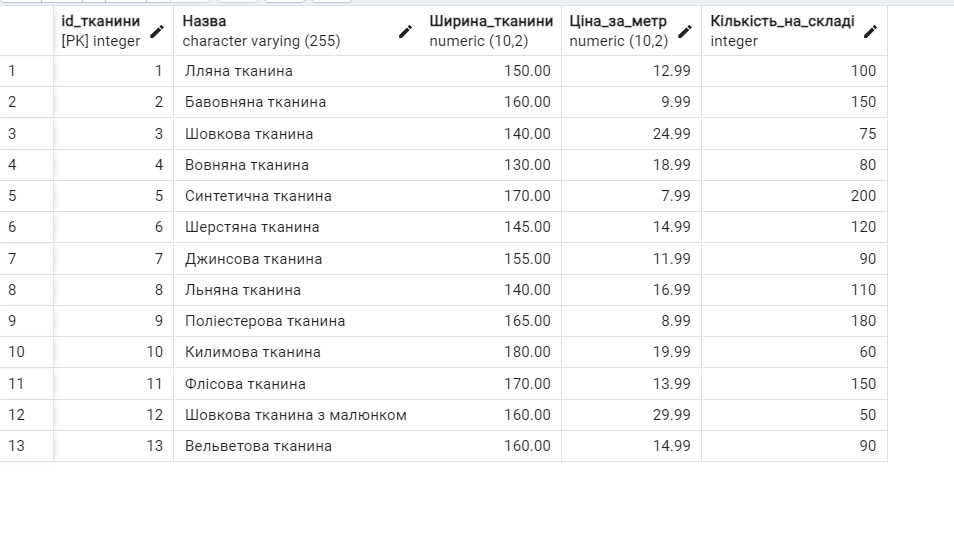 id_тканини Назва Ширина_тканини Ціна_за_метр Кількість_на_складі
[PK] integer character varying (255) numeric (10,2) numeric (10,2) integer
1 1 Лляна тканина 150.00 12.99 100
2 2 Бавовняна тканина 160.00 9.99 150
3 3 Шовкова тканина 140.00 24.99 75
4 4 Вовняна тканина 130.00 18.99 80
5 5 Синтетична тканина 170.00 7.99 200
6 6 Шерстяна тканина 145.00 14.99 120
7 7 Джинсова тканина 155.00 11.99 90
8 8 Льняна тканина 140.00 16.99 110
9 9 Поліестерова тканина 165.00 8.99 180
10 10 Килимова тканина 180.00 19.99 60
11 11 Флісова тканина 170.00 13.99 150
12 12 Шовкова тканина з малюнком 160.00 29.99 50
13 13 Вельветова тканина 160.00 14.99 90